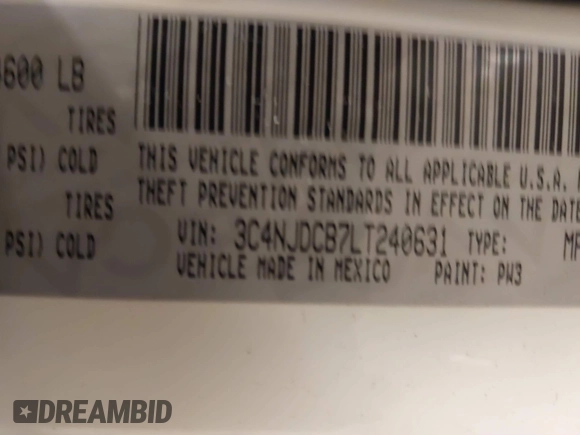 600 LB
TIRES
PSI) COLD
TIRES
PSI) COLD
THIS VEHICLE CONFORMS TO ALL APPLICABLE U.S.A.
THEFT PREVENTION STANDARDS IN EFFECT ON THE DATE
VIN: 3C4NJDCB7LT240631 TYPE:
VEHICLE MADE IN MEXICO PAINT: PW3
DREAMBID